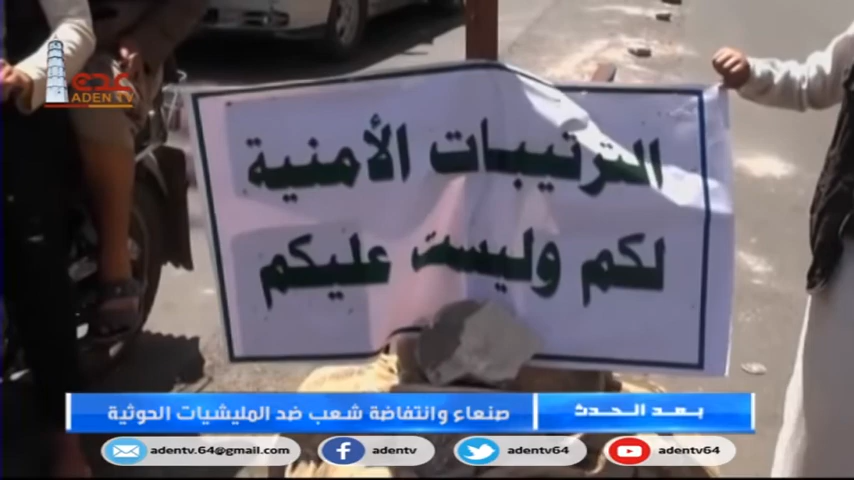 عدن
ADEN TV
الترتيبات الأمنية
لكم وليست عليكم
بعد الحدث
صنعاء وانتفاضة شعب ضد المليشيات الحوثية
adentv.64@gmail.com
adentv
adentv64
adentv64